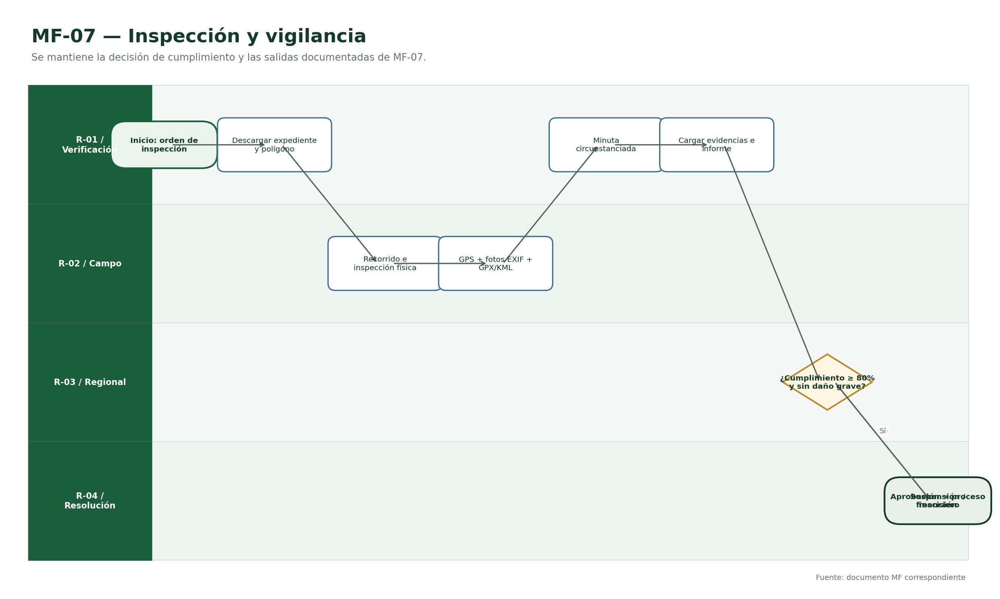 MF-07 — Inspección y vigilancia
Se mantiene la decisión de cumplimiento y las salidas documentadas de MF-07.
R-01 /
Verificación
Inicio: orden de
inspección
Descargar expediente
y polígono
Minuta
circunstanciada
Cargar evidencias e
informe
R-02 / Campo
Recorrido e
inspección física
GPS + fotos EXIF +
GPX/KML
R-03 / Regional
¿Cumplimiento ≥ 80%
y sin daño grave?
Sí
R-04 /
Resolución
proceso
Fuente: documento MF correspondiente